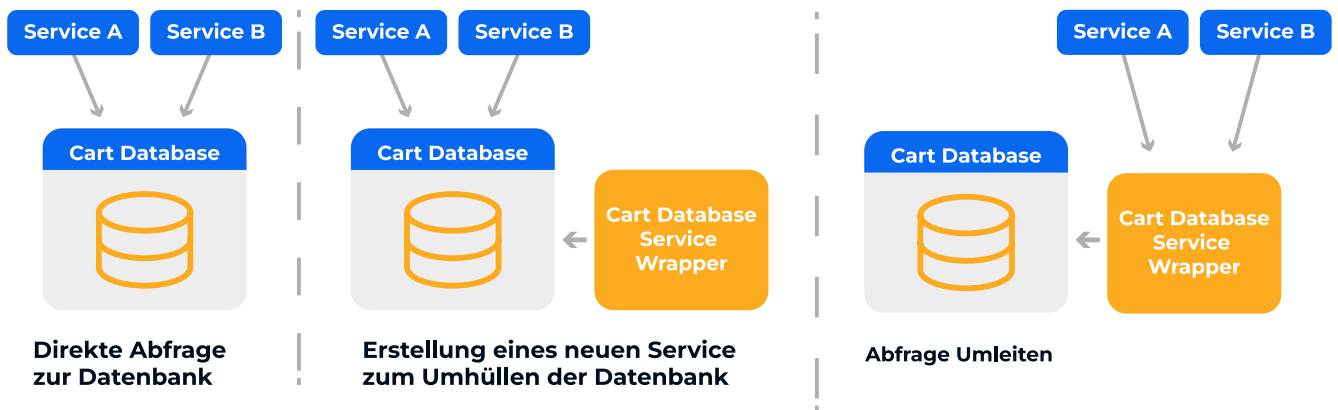 Service A
Service B
Cart Database
Direkte Abfrage
zur Datenbank
Service A
Service B
Cart Database
Cart Database
Service
Wrapper
Erstellung eines neuen Service
zum Umhüllen der Datenbank
Service A
Service B
Cart Database
Cart Database
Service
Wrapper
Abfrage Umleiten